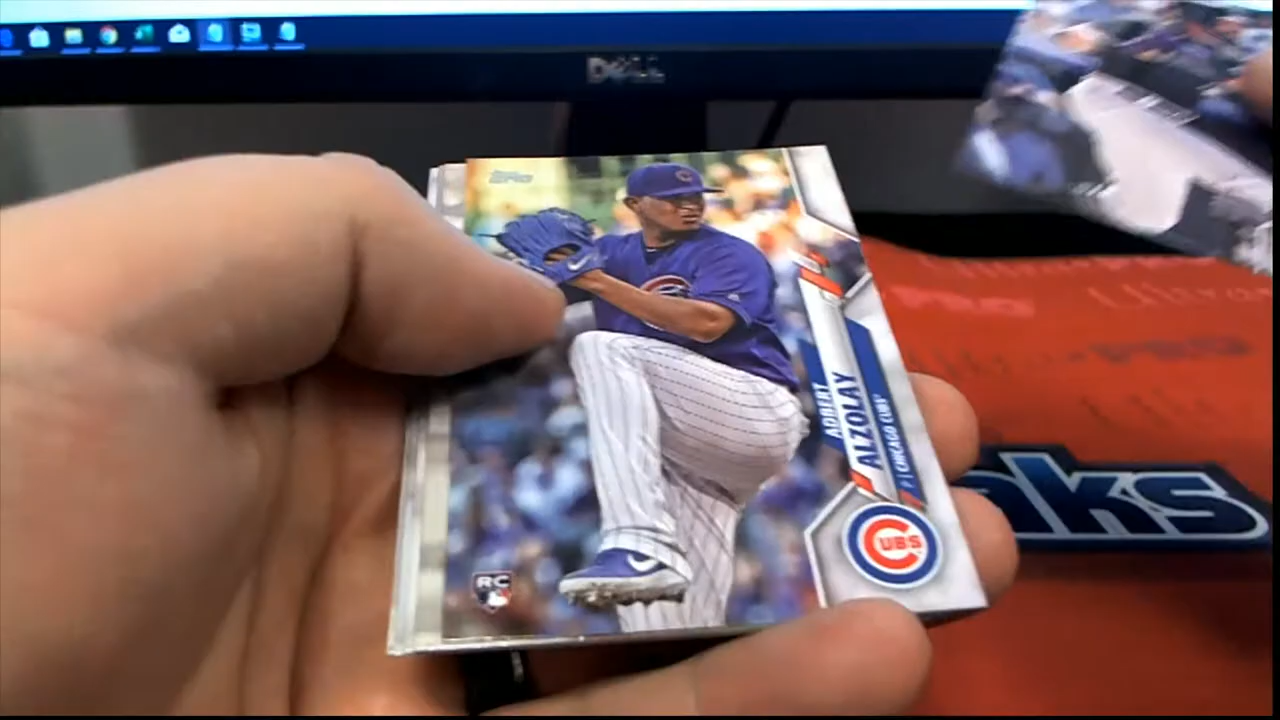 DELL
Topps
ADBERT
ALZOLAY
P | CHICAGO CUBS®
CUBS
RC
aks